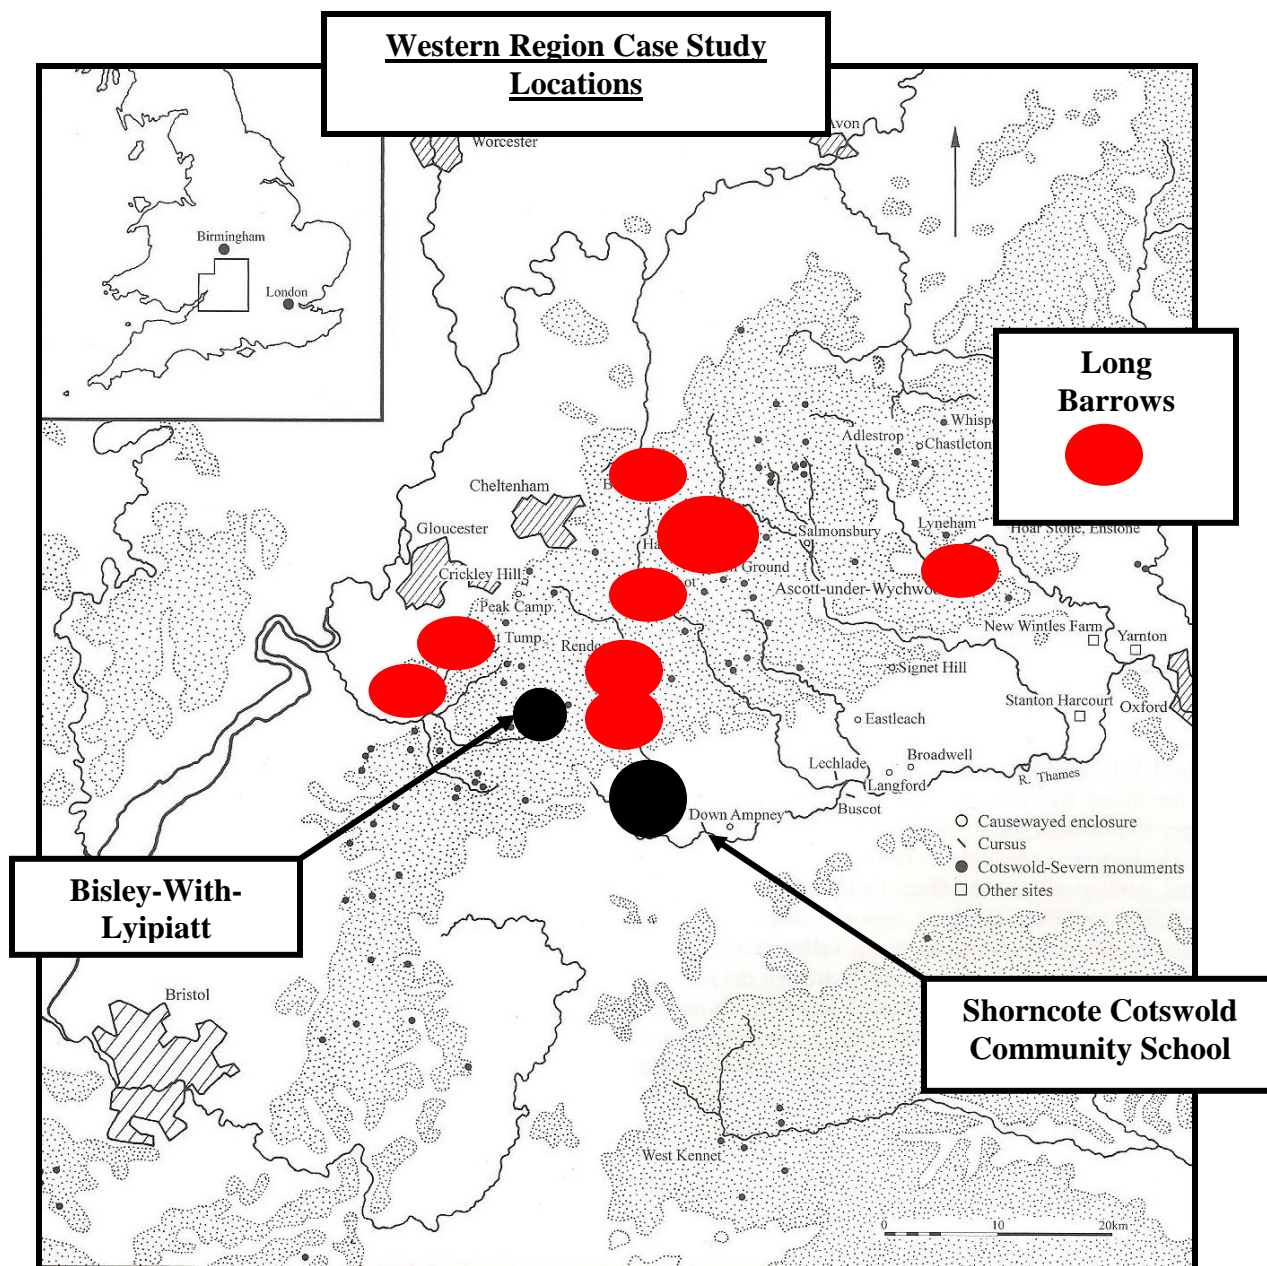 Western Region Case Study
Locations
Avon
Worcester
Birmingham
London
Long
Barrows
Adlestrop
Chastleton
Cheltenham
Gloucester
Lyneham
Hoar Stone, Enstone
Salmonsbury
Crickley Hill
Ground
Ascott-under-Wychwo
Peak Camp
New Wintles Farm
Yarnton
Tump
Signet Hill
Stanton Harcourt
Oxford
Eastleach
Broadwell
Lechlade
Langford
R. Thames
Buscot
Down Ampney
Causewayed enclosure
Cursus
Cotswold-Severn monuments
Other sites
Bisley-With-
Lyipiatt
Bristol
Shorncote Cotswold
Community School
West Kennet
0 10 20km